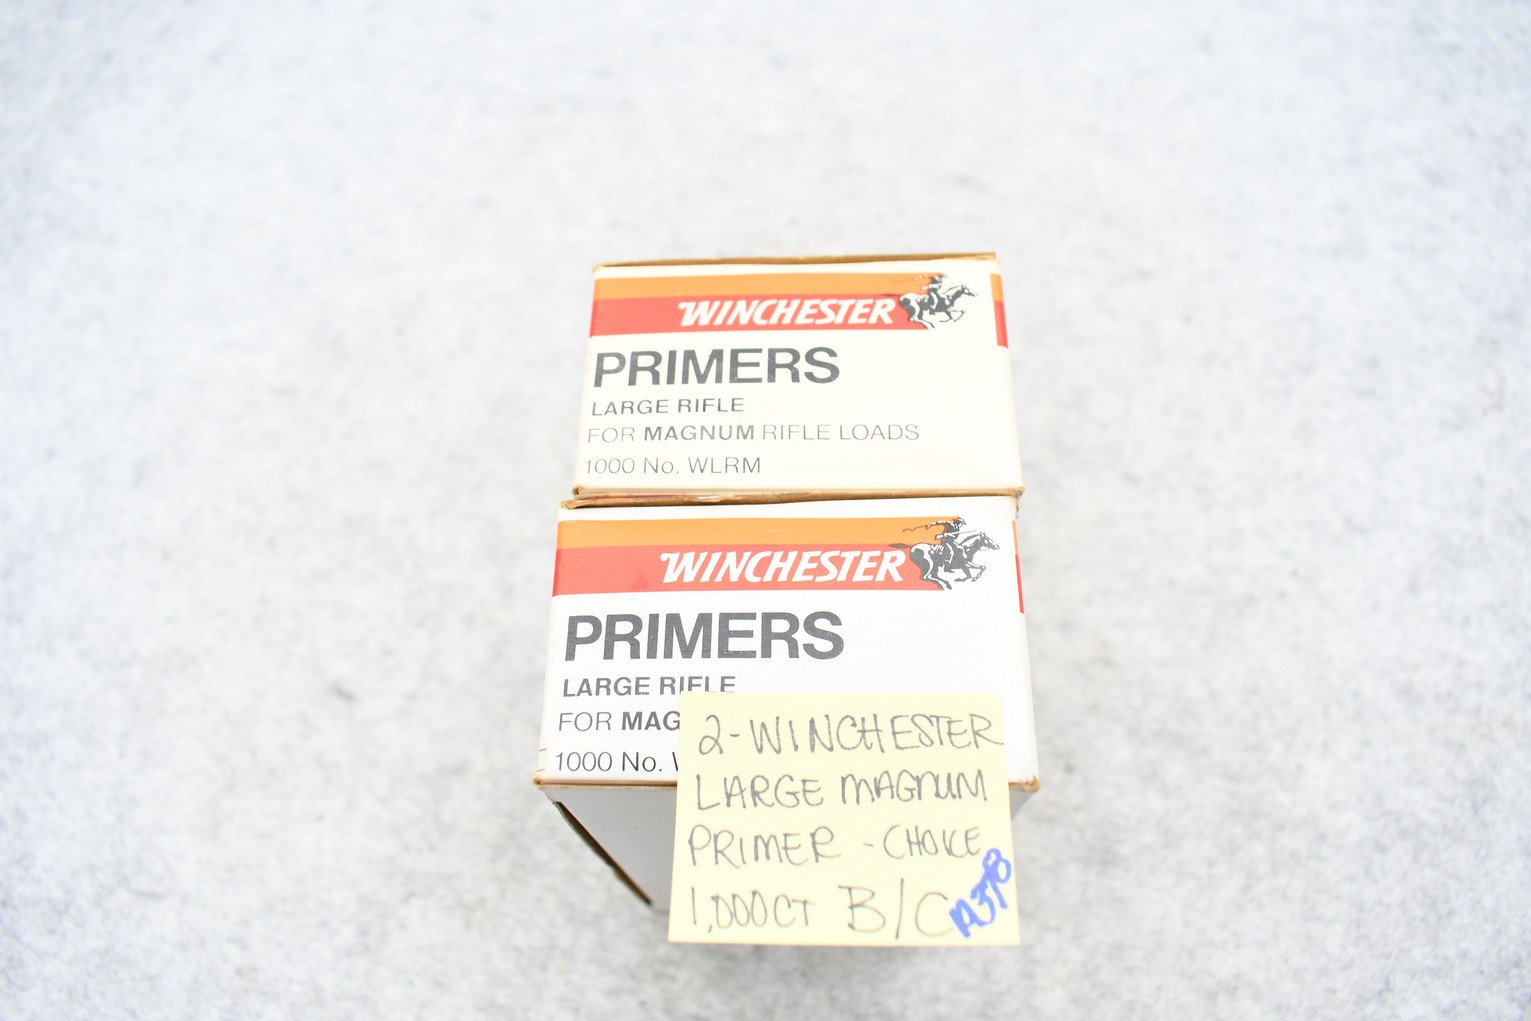 WINCHESTER
PRIMERS
LARGE RIFLE
FOR MAGNUM RIFLE LOADS
1000 No. WLRM
WINCHESTER
PRIMERS
LARGE RIFLE
FOR MAG
1000 No. W
2-WINCHESTER
LARGE MAGNUM
PRIMER - CHOICE
1,000CT B/C
A378